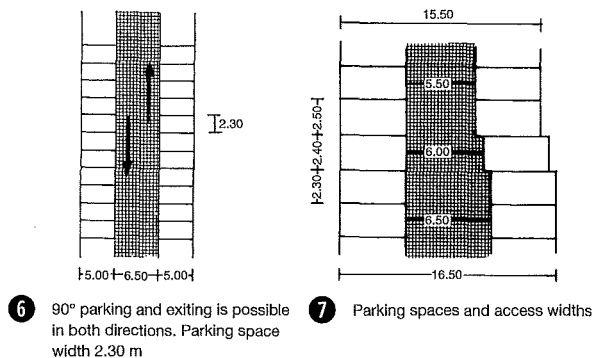 15.50
5.50
2.30
2.30+2.40+2.50
6.00
6.50
5.00 6.50 5.00
16.50
6 90° parking and exiting is possible
in both directions. Parking space
width 2.30 m
7 Parking spaces and access widths